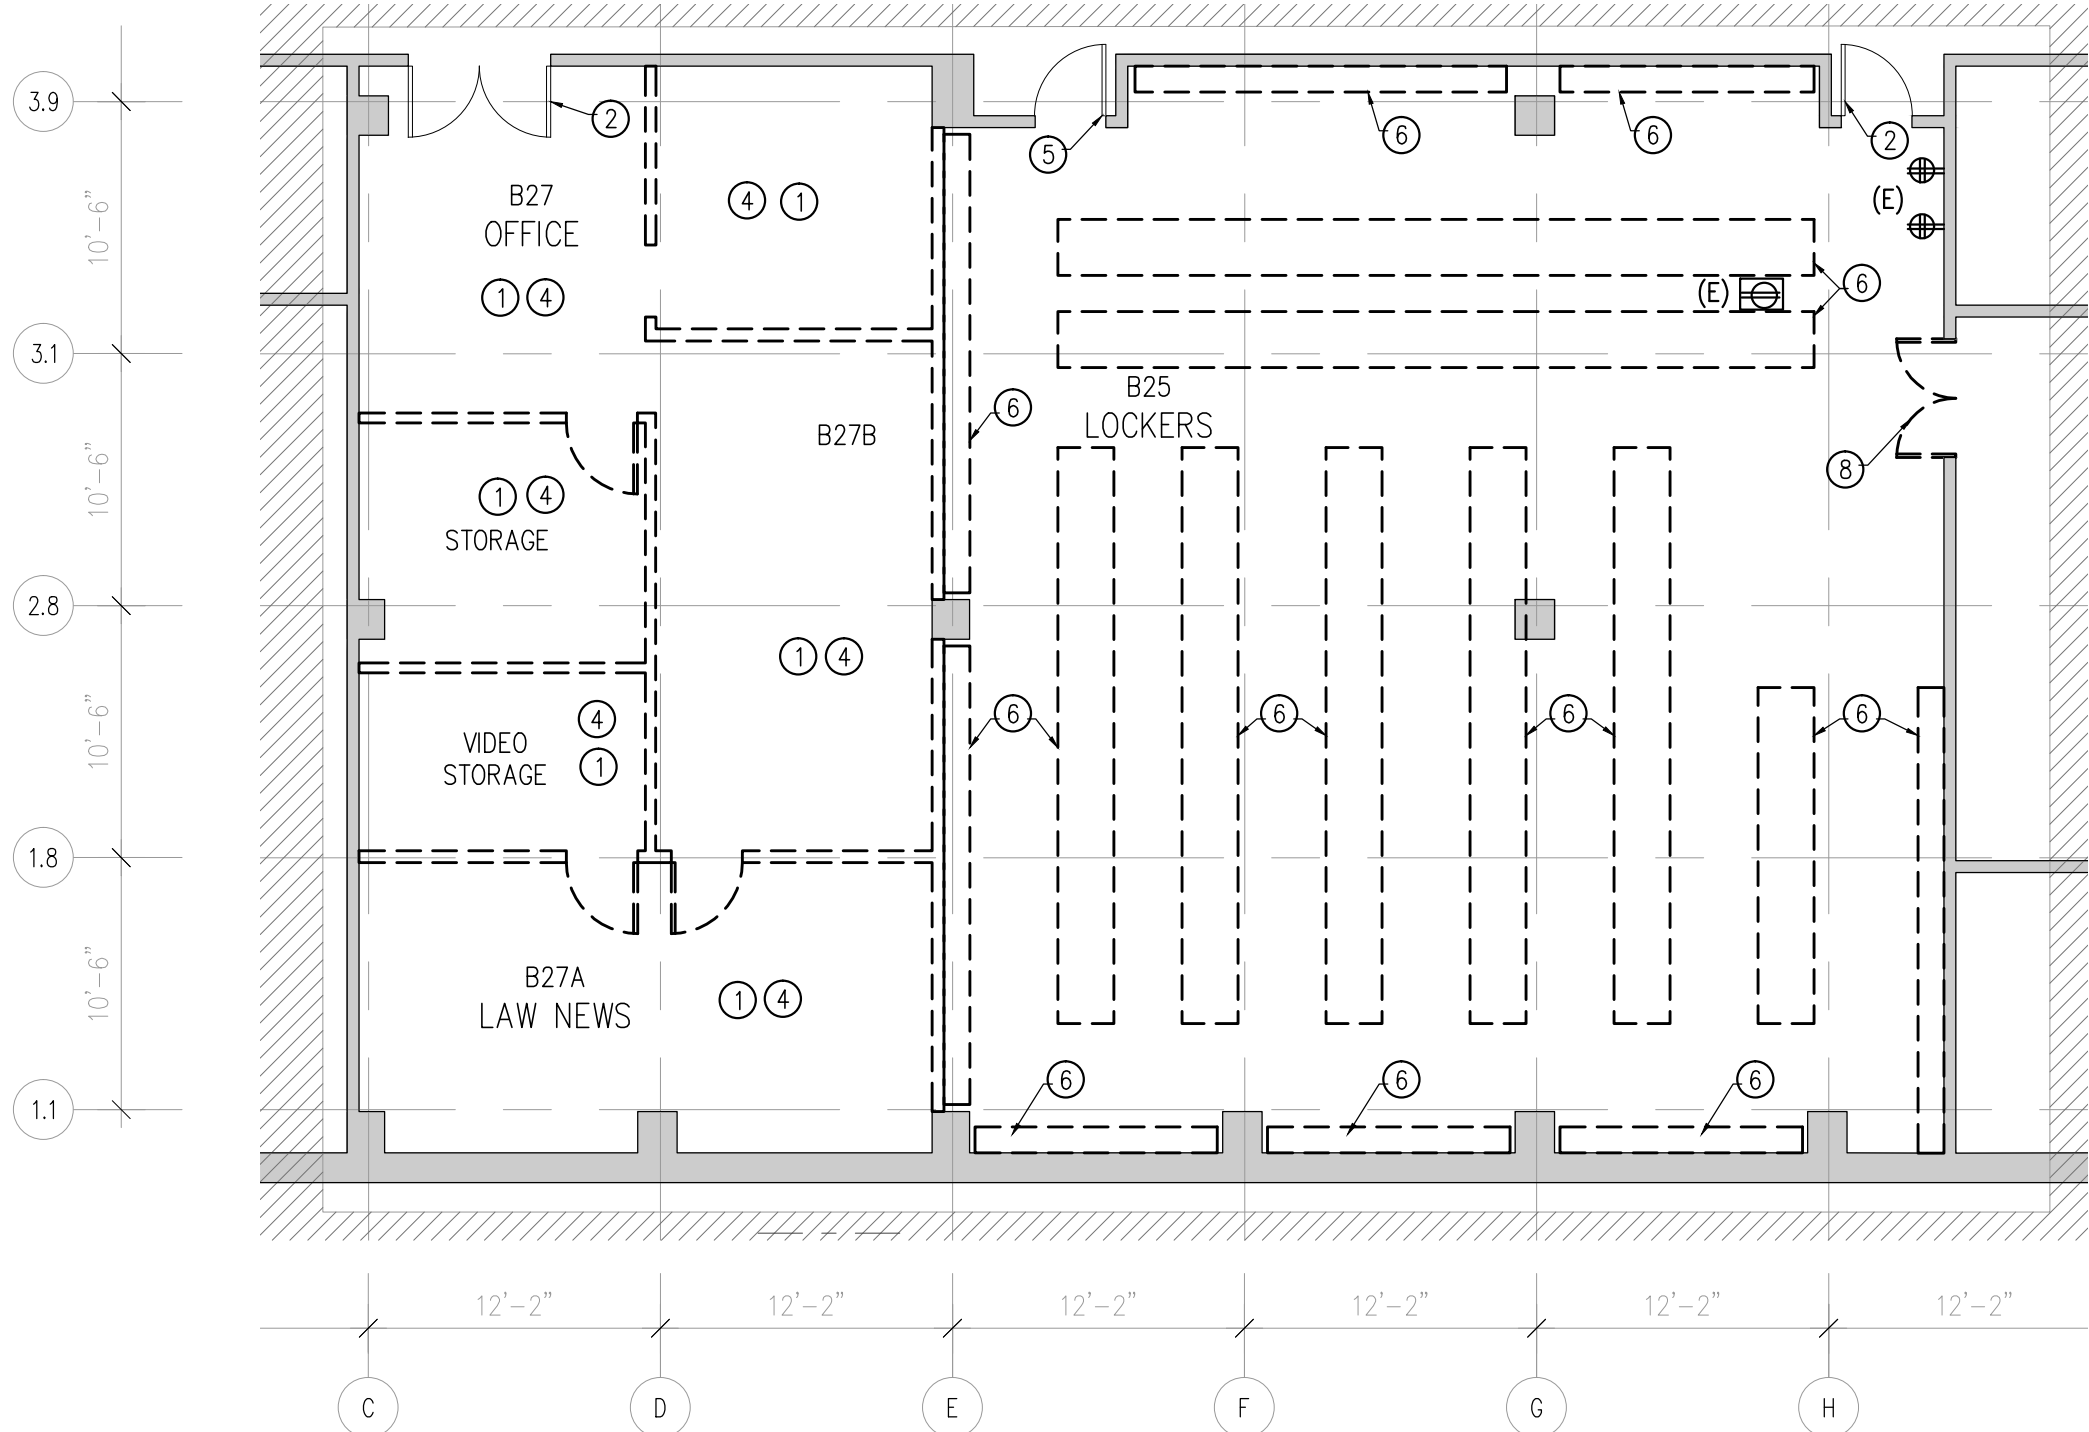 3.9
3.1
2.8
1.8
1.1
10'-6"
10'-6"
10'-6"
10'-6"
2
B27
OFFICE
1 4
4 1
5
6
6
2
(E)
(E)
6
B25
LOCKERS
6
B27B
8
1 4
STORAGE
1 4
4
VIDEO
STORAGE
1
6
6
6
6
B27A
LAW NEWS
1 4
6
6
6
12'-2"
12'-2"
12'-2"
12'-2"
12'-2"
12'-2"
C
D
E
F
G
H